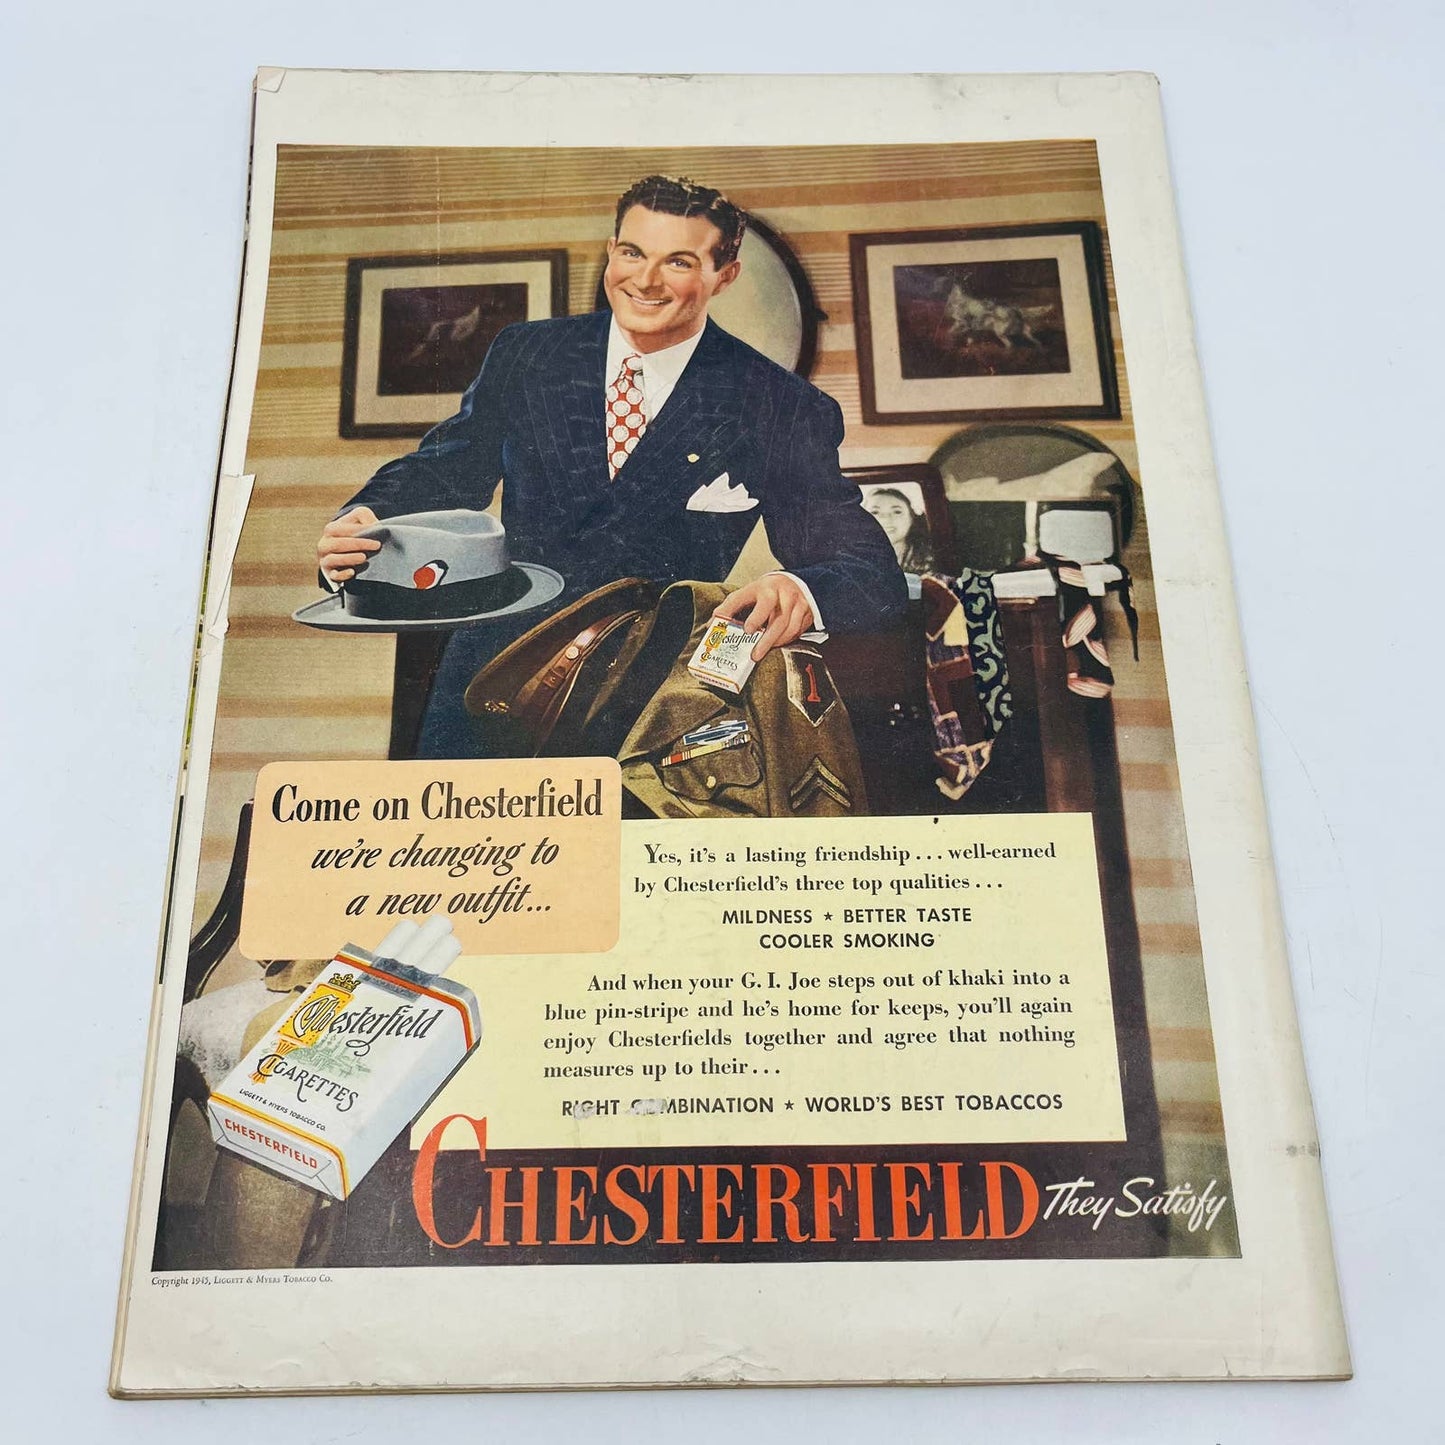 Chesterfield
CIGARETTES
1
Come on Chesterfield
we're changing to
a new outfit...
Yes, it's a lasting friendship... well-earned
by Chesterfield's three top qualities...
MILDNESS ★ BETTER TASTE
COOLER SMOKING
And when your G. I. Joe steps out of khaki into a
blue pin-stripe and he's home for keeps, you'll again
enjoy Chesterfields together and agree that nothing
measures up to their...
RIGHT COMBINATION ★ WORLD'S BEST TOBACCOS
Chesterfield
CIGARETTES
LIGGETT & MYERS TOBACCO CO.
CHESTERFIELD
CHESTERFIELD They Satisfy
Copyright 1945, LIGGETT & MYERS TOBACCO CO.